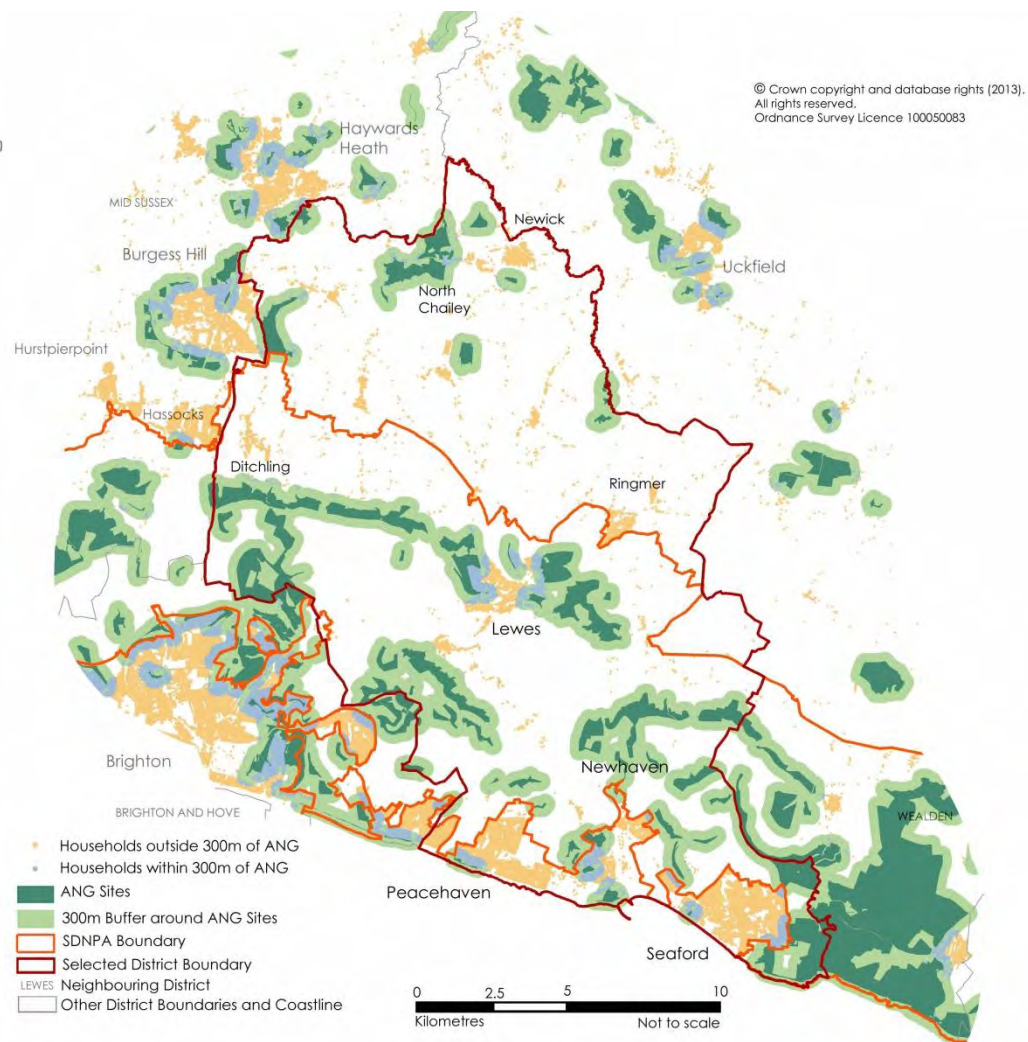 © Crown copyright and database rights (2013).
All rights reserved.
Ordnance Survey Licence 100050083
Haywards
Heath
MID SUSSEX
Newick
Burgess Hill
Uckfield
North
Chailey
Hurstpierpoint
Hassocks
Ditchling
Ringmer
Lewes
Newhaven
Brighton
BRIGHTON AND HOVE
WEALDEN
Peacehaven
Seaford
Households outside 300m of ANG
Households within 300m of ANG
ANG Sites
300m Buffer around ANG Sites
SDNPA Boundary
Selected District Boundary
LEWES Neighbouring District
Other District Boundaries and Coastline
0 2.5 5 10
Kilometres Not to scale